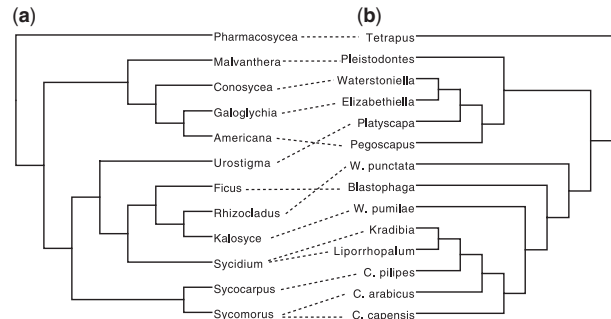 (a) (b)
Pharmacosycea Tetrapus
Malvanthera Pleistodontes
Conosycea Waterstoniella
Galoglychia Elizabethiella
Platyscapa
Americana Pegoscapus
Urostigma W. punctata
Ficus Blastophaga
Rhizocladus W. pumilae
Kalosyce Kradibia
Sycidium Liporrhopalum
Sycocarpus C. pilipes
C. arabicus
Sycomorus C. capensis